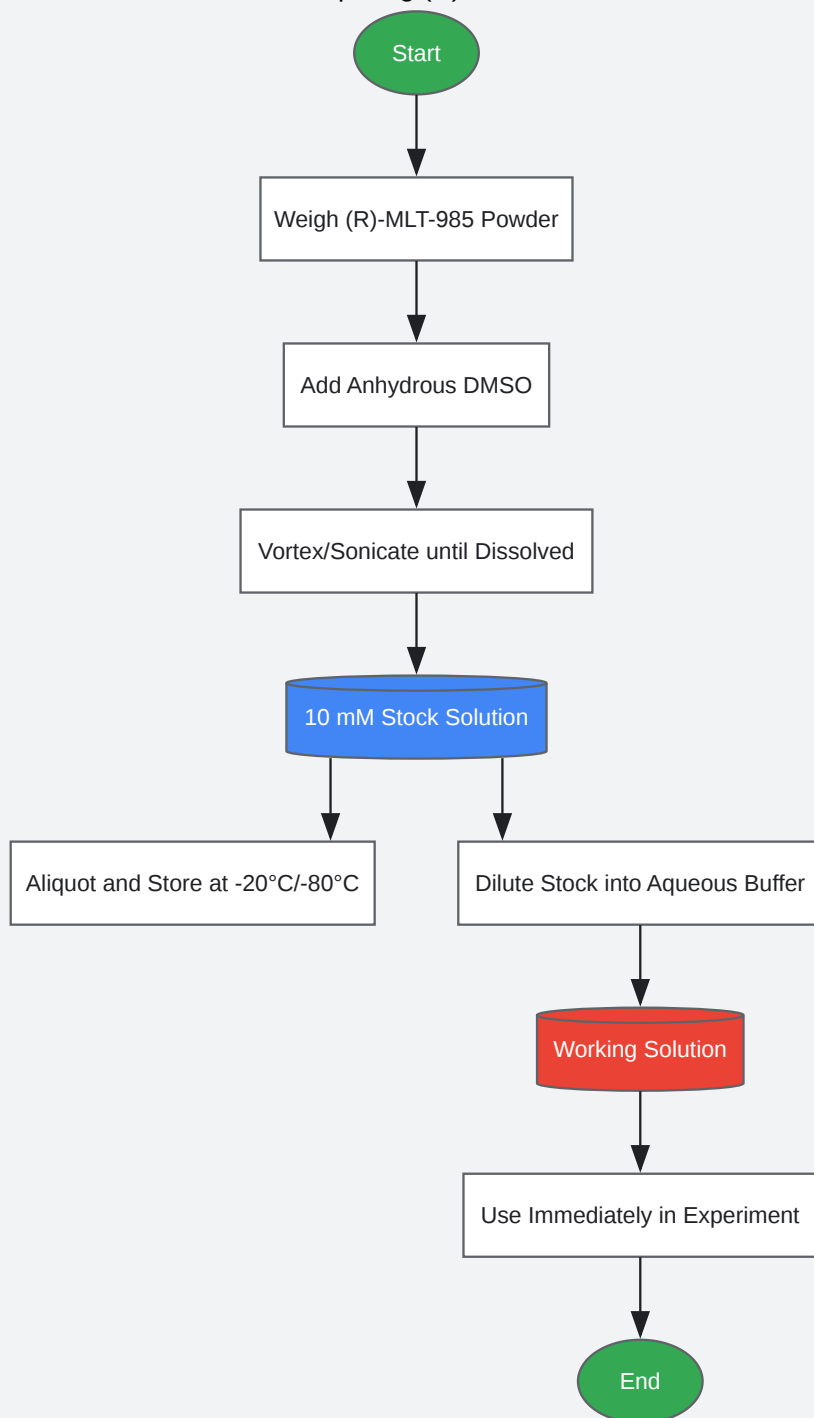 Start
Weigh (R)-MLT-985 Powder
Add Anhydrous DMSO
Vortex/Sonicate until Dissolved
10 mM Stock Solution
Aliquot and Store at -20°C/-80°C
Dilute Stock into Aqueous Buffer
Working Solution
Use Immediately in Experiment
End